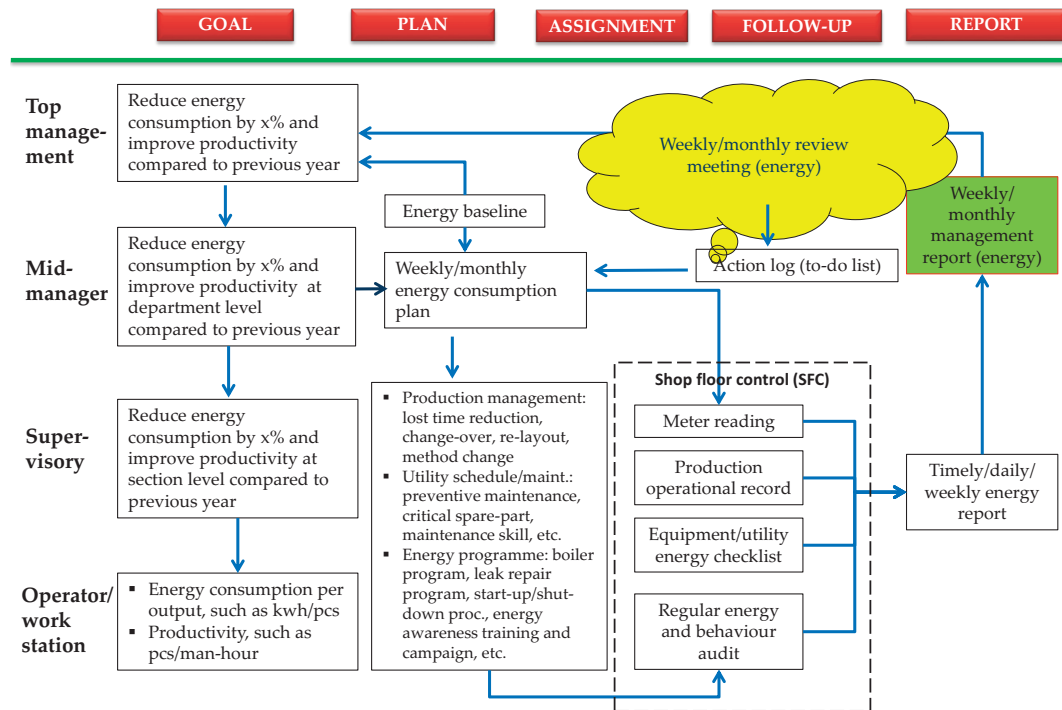 GOAL
PLAN
ASSIGNMENT
FOLLOW-UP
REPORT
Top
manage-
ment
Reduce energy
consumption by x% and
improve productivity
compared to previous year
Weekly/monthly review
meeting (energy)
Energy baseline
Weekly/
monthly
management
report (energy)
Mid-
manager
Reduce energy
consumption by x% and
improve productivity at
department level
compared to previous year
Weekly/monthly
energy consumption
plan
Action log (to-do list)
Super-
visory
Reduce energy
consumption by x% and
improve productivity at
section level compared to
previous year
▪ Production management:
lost time reduction,
change-over, re-layout,
method change
▪ Utility schedule/maint.:
preventive maintenance,
critical spare-part,
maintenance skill, etc.
▪ Energy programme: boiler
program, leak repair
program, start-up/shut-
down proc., energy
awareness training and
campaign, etc.
Shop floor control (SFC)
Meter reading
Production
operational record
Equipment/utility
energy checklist
Regular energy
and behaviour
audit
Timely/daily/
weekly energy
report
Operator/
work
station
▪ Energy consumption per
output, such as kwh/pcs
▪ Productivity, such as
pcs/man-hour